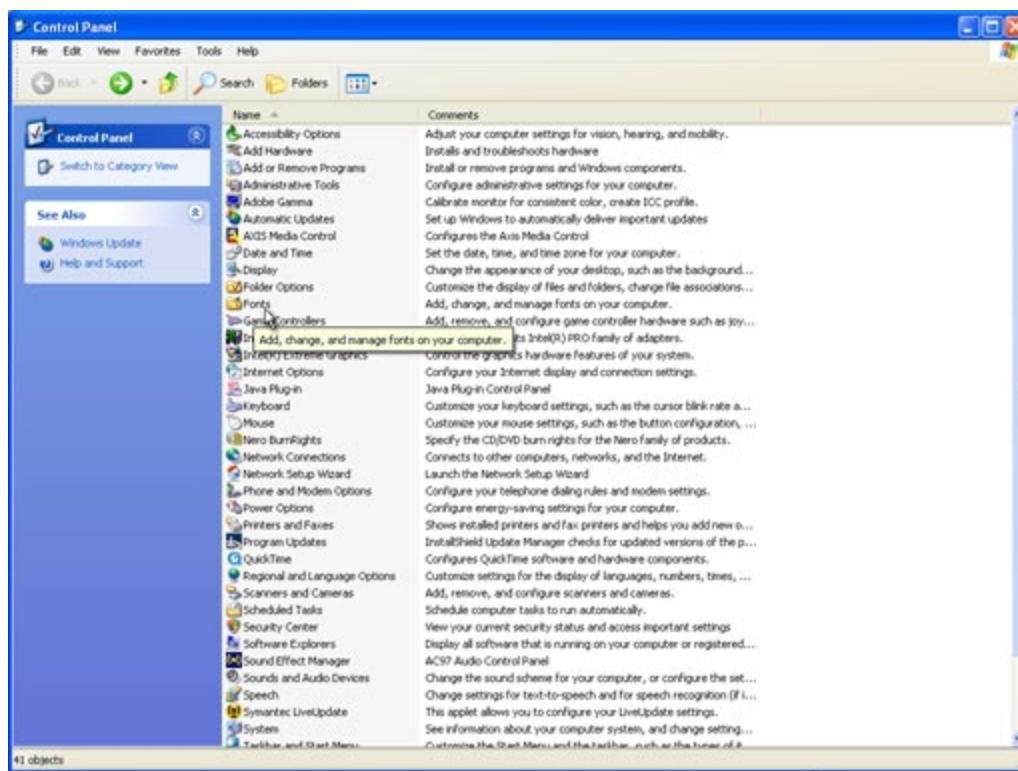 Control Panel
File Edit View Favorites Tools Help
Back Search Folders
Control Panel
Switch to Category View
See Also
Windows Update
Help and Support
Name Comments
Accessibility Options Adjust your computer settings for vision, hearing, and mobility.
Add Hardware Installs and troubleshoots hardware
Add or Remove Programs Install or remove programs and Windows components.
Administrative Tools Configure administrative settings for your computer.
Adobe Gamma Calibrate monitor for consistent color, create ICC profile.
Automatic Updates Set up Windows to automatically deliver important updates
AXIS Media Control Configures the Axis Media Control
Date and Time Set the date, time, and time zone for your computer.
Display Change the appearance of your desktop, such as the background...
Folder Options Customize the display of files and folders, change file associations...
Fonts Add, change, and manage fonts on your computer.
Game Controllers Add, remove, and configure game controller hardware such as joy...
Add, change, and manage fonts on your computer. its Intel(R) PRO family of adapters.
Intel(R) Extreme Graphics Control the graphics hardware features of your system.
Internet Options Configure your Internet display and connection settings.
Java Plug-in Java Plug-in Control Panel
Keyboard Customize your keyboard settings, such as the cursor blink rate a...
Mouse Customize your mouse settings, such as the button configuration, ...
Nero BurnRights Specify the CD/DVD burn rights for the Nero family of products.
Network Connections Connects to other computers, networks, and the Internet.
Network Setup Wizard Launch the Network Setup Wizard
Phone and Modem Options Configure your telephone dialing rules and modem settings.
Power Options Configure energy-saving settings for your computer.
Printers and Faxes Shows installed printers and fax printers and helps you add new o...
Program Updates InstallShield Update Manager checks for updated versions of the p...
QuickTime Configures QuickTime software and hardware components.
Regional and Language Options Customize settings for the display of languages, numbers, times, ...
Scanners and Cameras Add, remove, and configure scanners and cameras.
Scheduled Tasks Schedule computer tasks to run automatically.
Security Center View your current security status and access important settings
Software Explorers Display all software that is running on your computer or registered...
Sound Effect Manager AC97 Audio Control Panel
Sounds and Audio Devices Change the sound scheme for your computer, or configure the set...
Speech Change settings for text-to-speech and for speech recognition (if i...
Symantec LiveUpdate This applet allows you to configure your LiveUpdate settings.
System See information about your computer system, and change setting...
Taskbar and Start Menu Customize the Start Menu and the taskbar, such as the types of it
41 objects